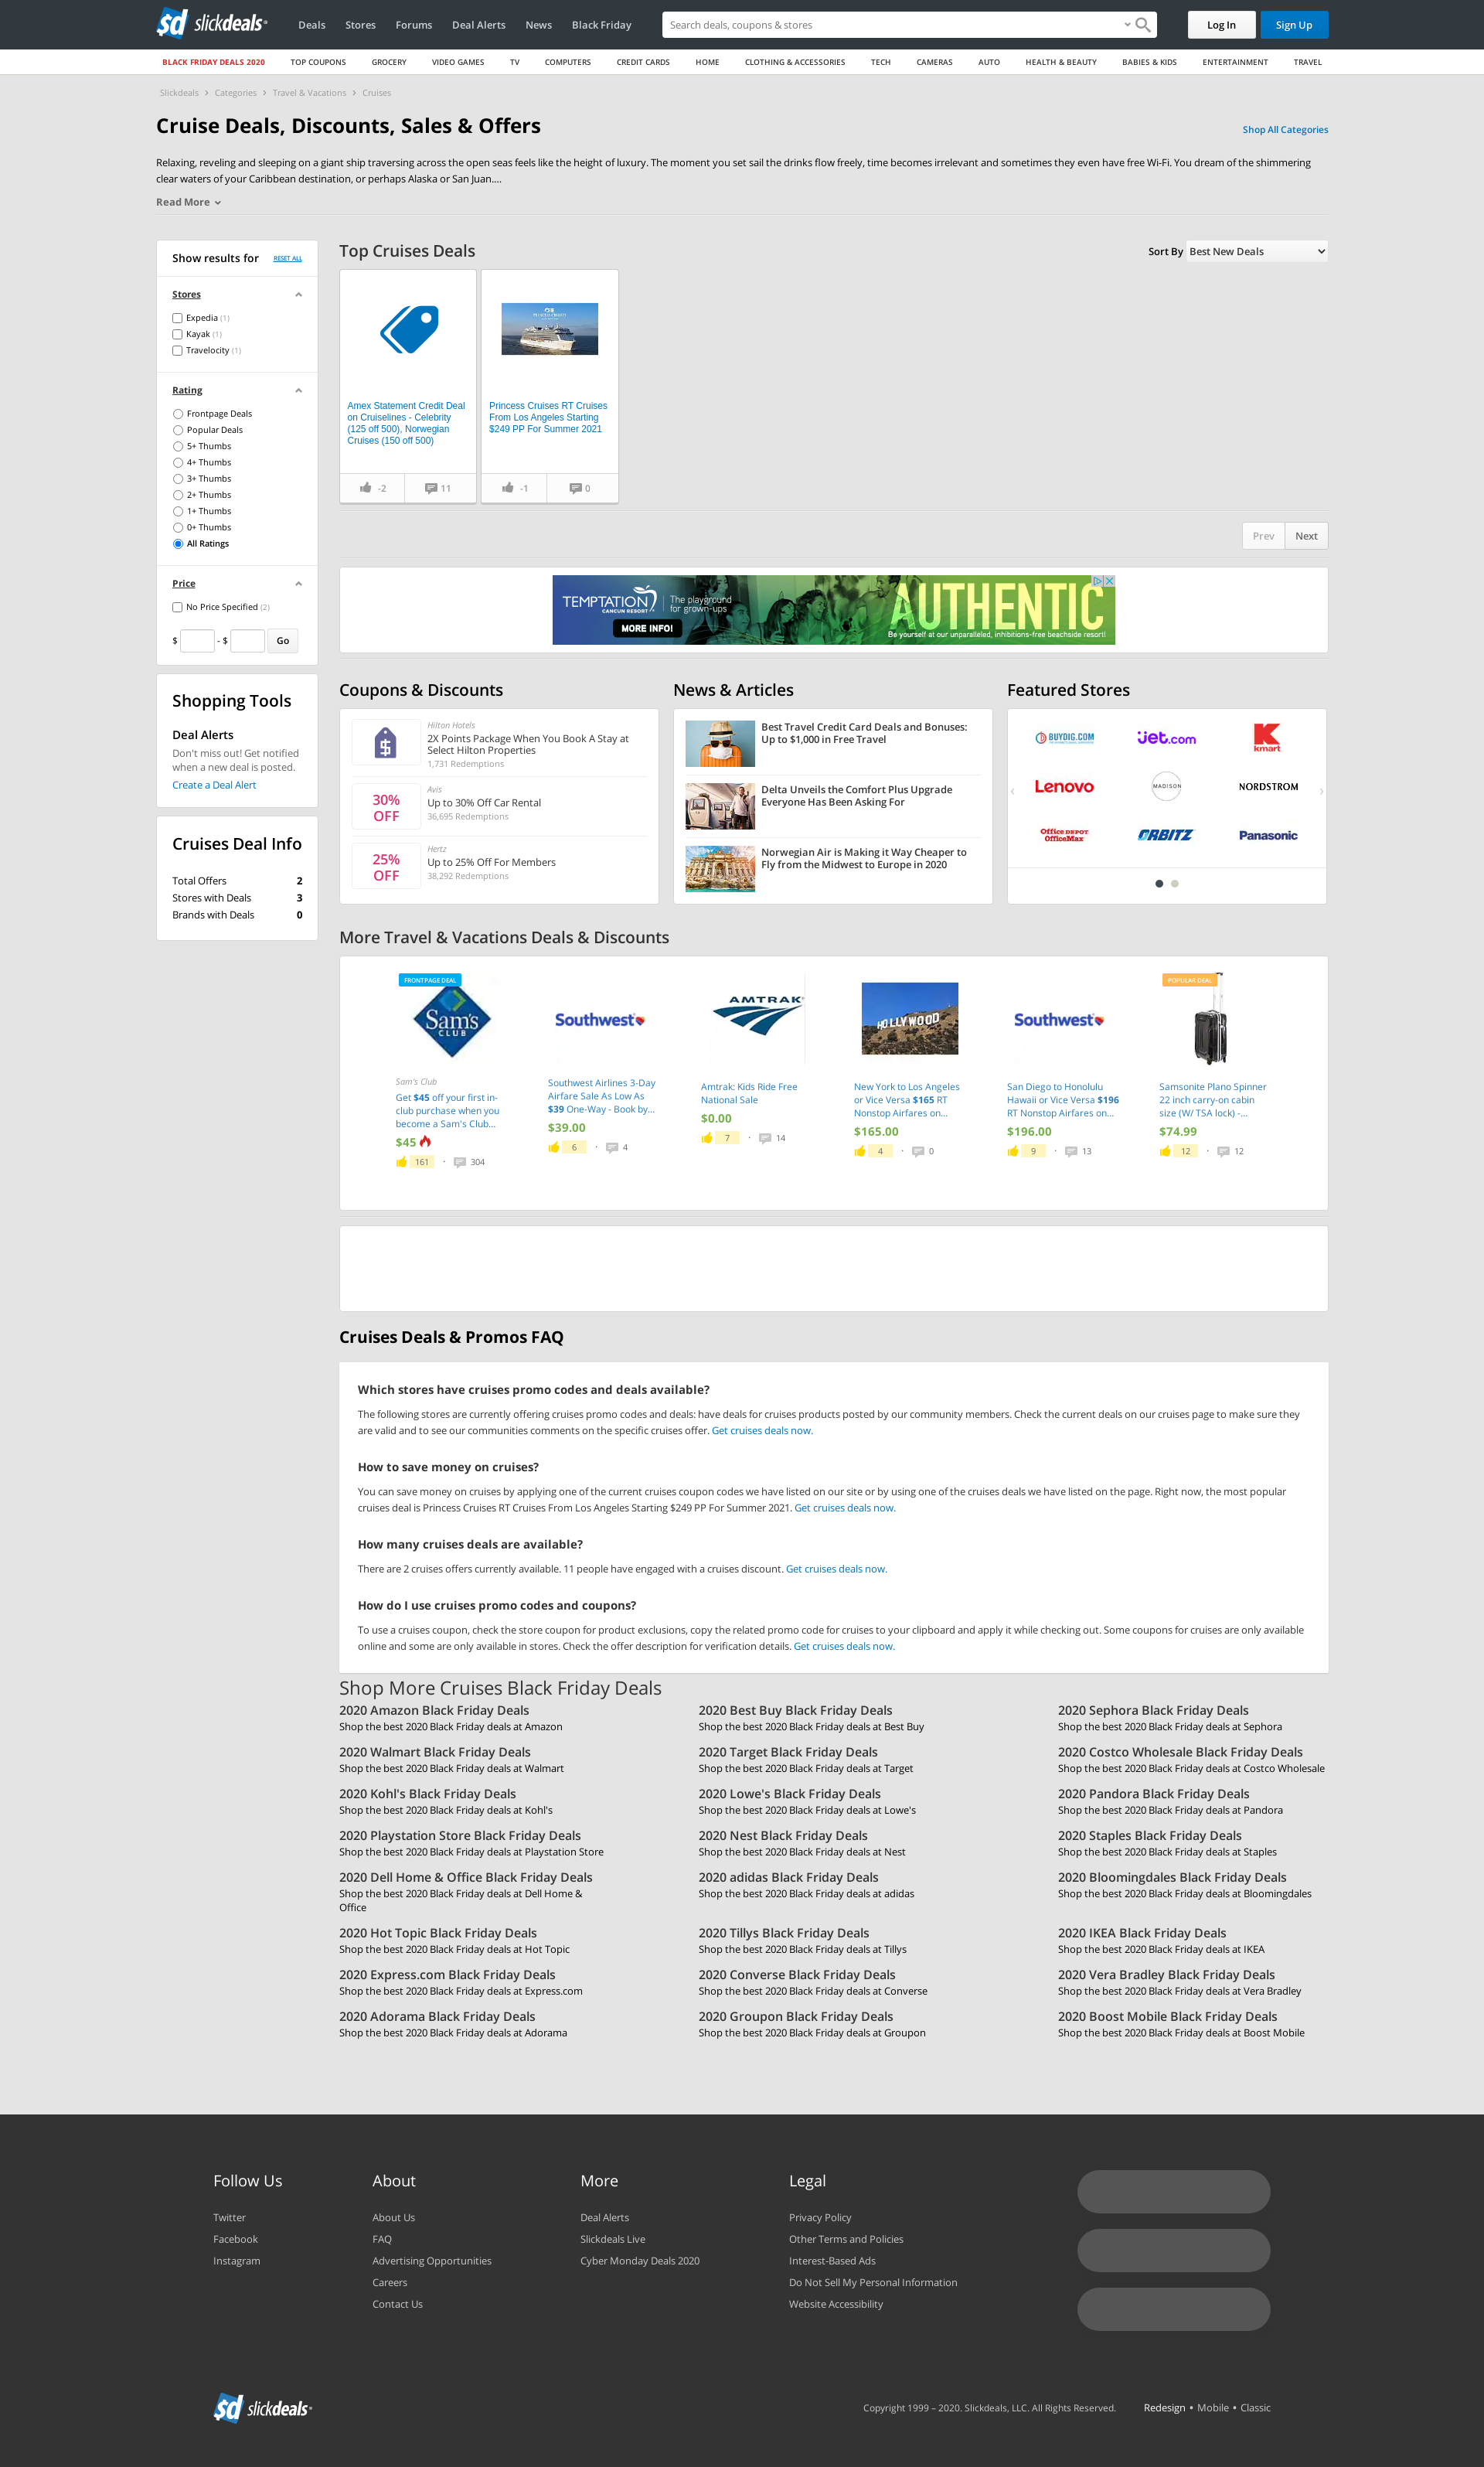 slickdeals
Deals
Stores
Forums
Deal Alerts
News
Black Friday
Search deals, coupons & stores
Log In
Sign Up
BLACK FRIDAY DEALS 2020
TOP COUPONS
GROCERY
VIDEO GAMES
TV
COMPUTERS
CREDIT CARDS
HOME
CLOTHING & ACCESSORIES
TECH
CAMERAS
AUTO
HEALTH & BEAUTY
BABIES & KIDS
ENTERTAINMENT
TRAVEL
Slickdeals › Categories › Travel & Vacations › Cruises
Cruise Deals, Discounts, Sales & Offers
Shop All Categories
Relaxing, reveling and sleeping on a giant ship traversing across the open seas feels like the height of luxury. The moment you set sail the drinks flow freely, time becomes irrelevant and sometimes they even have free Wi-Fi. You dream of the shimmering
clear waters of your Caribbean destination, or perhaps Alaska or San Juan....
Read More
Show results for
RESET ALL
Stores
Expedia (1)
Kayak (1)
Travelocity (1)
Rating
Frontpage Deals
Popular Deals
5+ Thumbs
4+ Thumbs
3+ Thumbs
2+ Thumbs
1+ Thumbs
0+ Thumbs
All Ratings
Price
No Price Specified (2)
$ - $ Go
Shopping Tools
Deal Alerts
Don't miss out! Get notified
when a new deal is posted.
Create a Deal Alert
Cruises Deal Info
Total Offers 2
Stores with Deals 3
Brands with Deals 0
Top Cruises Deals
Sort By Best New Deals
Amex Statement Credit Deal
on Cruiselines - Celebrity
(125 off 500), Norwegian
Cruises (150 off 500)
-2
11
Princess Cruises RT Cruises
From Los Angeles Starting
$249 PP For Summer 2021
-1
0
Prev
Next
TEMPTATION
CANCUN RESORT
The playground
for grown-ups
MORE INFO!
AUTHENTIC
Be yourself at our unparalleled, inhibitions-free beachside resort!
Coupons & Discounts
Hilton Hotels
2X Points Package When You Book A Stay at
Select Hilton Properties
1,731 Redemptions
30%
OFF
Avis
Up to 30% Off Car Rental
36,695 Redemptions
25%
OFF
Hertz
Up to 25% Off For Members
38,292 Redemptions
News & Articles
Best Travel Credit Card Deals and Bonuses:
Up to $1,000 in Free Travel
Delta Unveils the Comfort Plus Upgrade
Everyone Has Been Asking For
Norwegian Air is Making it Way Cheaper to
Fly from the Midwest to Europe in 2020
Featured Stores
BUYDIG.COM
jet.com
kmart
Lenovo
MADISON
NORDSTROM
Office DEPOT
OfficeMax
ORBITZ
Panasonic
More Travel & Vacations Deals & Discounts
FRONTPAGE DEAL
Sam's
CLUB
Sam's Club
Get $45 off your first in-
club purchase when you
become a Sam's Club...
$45
161 · 304
Southwest
Southwest Airlines 3-Day
Airfare Sale As Low As
$39 One-Way - Book by...
$39.00
6 · 4
AMTRAK
Amtrak: Kids Ride Free
National Sale
$0.00
7 · 14
HOLLYWOOD
New York to Los Angeles
or Vice Versa $165 RT
Nonstop Airfares on...
$165.00
4 · 0
Southwest
San Diego to Honolulu
Hawaii or Vice Versa $196
RT Nonstop Airfares on...
$196.00
9 · 13
POPULAR DEAL
Samsonite Plano Spinner
22 inch carry-on cabin
size (W/ TSA lock) -...
$74.99
12 · 12
Cruises Deals & Promos FAQ
Which stores have cruises promo codes and deals available?
The following stores are currently offering cruises promo codes and deals: have deals for cruises products posted by our community members. Check the current deals on our cruises page to make sure they
are valid and to see our communities comments on the specific cruises offer. Get cruises deals now.
How to save money on cruises?
You can save money on cruises by applying one of the current cruises coupon codes we have listed on our site or by using one of the cruises deals we have listed on the page. Right now, the most popular
cruises deal is Princess Cruises RT Cruises From Los Angeles Starting $249 PP For Summer 2021. Get cruises deals now.
How many cruises deals are available?
There are 2 cruises offers currently available. 11 people have engaged with a cruises discount. Get cruises deals now.
How do I use cruises promo codes and coupons?
To use a cruises coupon, check the store coupon for product exclusions, copy the related promo code for cruises to your clipboard and apply it while checking out. Some coupons for cruises are only available
online and some are only available in stores. Check the offer description for verification details. Get cruises deals now.
Shop More Cruises Black Friday Deals
2020 Amazon Black Friday Deals
Shop the best 2020 Black Friday deals at Amazon
2020 Best Buy Black Friday Deals
Shop the best 2020 Black Friday deals at Best Buy
2020 Sephora Black Friday Deals
Shop the best 2020 Black Friday deals at Sephora
2020 Walmart Black Friday Deals
Shop the best 2020 Black Friday deals at Walmart
2020 Target Black Friday Deals
Shop the best 2020 Black Friday deals at Target
2020 Costco Wholesale Black Friday Deals
Shop the best 2020 Black Friday deals at Costco Wholesale
2020 Kohl's Black Friday Deals
Shop the best 2020 Black Friday deals at Kohl's
2020 Lowe's Black Friday Deals
Shop the best 2020 Black Friday deals at Lowe's
2020 Pandora Black Friday Deals
Shop the best 2020 Black Friday deals at Pandora
2020 Playstation Store Black Friday Deals
Shop the best 2020 Black Friday deals at Playstation Store
2020 Nest Black Friday Deals
Shop the best 2020 Black Friday deals at Nest
2020 Staples Black Friday Deals
Shop the best 2020 Black Friday deals at Staples
2020 Dell Home & Office Black Friday Deals
Shop the best 2020 Black Friday deals at Dell Home &
Office
2020 adidas Black Friday Deals
Shop the best 2020 Black Friday deals at adidas
2020 Bloomingdales Black Friday Deals
Shop the best 2020 Black Friday deals at Bloomingdales
2020 Hot Topic Black Friday Deals
Shop the best 2020 Black Friday deals at Hot Topic
2020 Tillys Black Friday Deals
Shop the best 2020 Black Friday deals at Tillys
2020 IKEA Black Friday Deals
Shop the best 2020 Black Friday deals at IKEA
2020 Express.com Black Friday Deals
Shop the best 2020 Black Friday deals at Express.com
2020 Converse Black Friday Deals
Shop the best 2020 Black Friday deals at Converse
2020 Vera Bradley Black Friday Deals
Shop the best 2020 Black Friday deals at Vera Bradley
2020 Adorama Black Friday Deals
Shop the best 2020 Black Friday deals at Adorama
2020 Groupon Black Friday Deals
Shop the best 2020 Black Friday deals at Groupon
2020 Boost Mobile Black Friday Deals
Shop the best 2020 Black Friday deals at Boost Mobile
Follow Us
Twitter
Facebook
Instagram
About
About Us
FAQ
Advertising Opportunities
Careers
Contact Us
More
Deal Alerts
Slickdeals Live
Cyber Monday Deals 2020
Legal
Privacy Policy
Other Terms and Policies
Interest-Based Ads
Do Not Sell My Personal Information
Website Accessibility
slickdeals
Copyright 1999 – 2020. Slickdeals, LLC. All Rights Reserved.
Redesign • Mobile • Classic